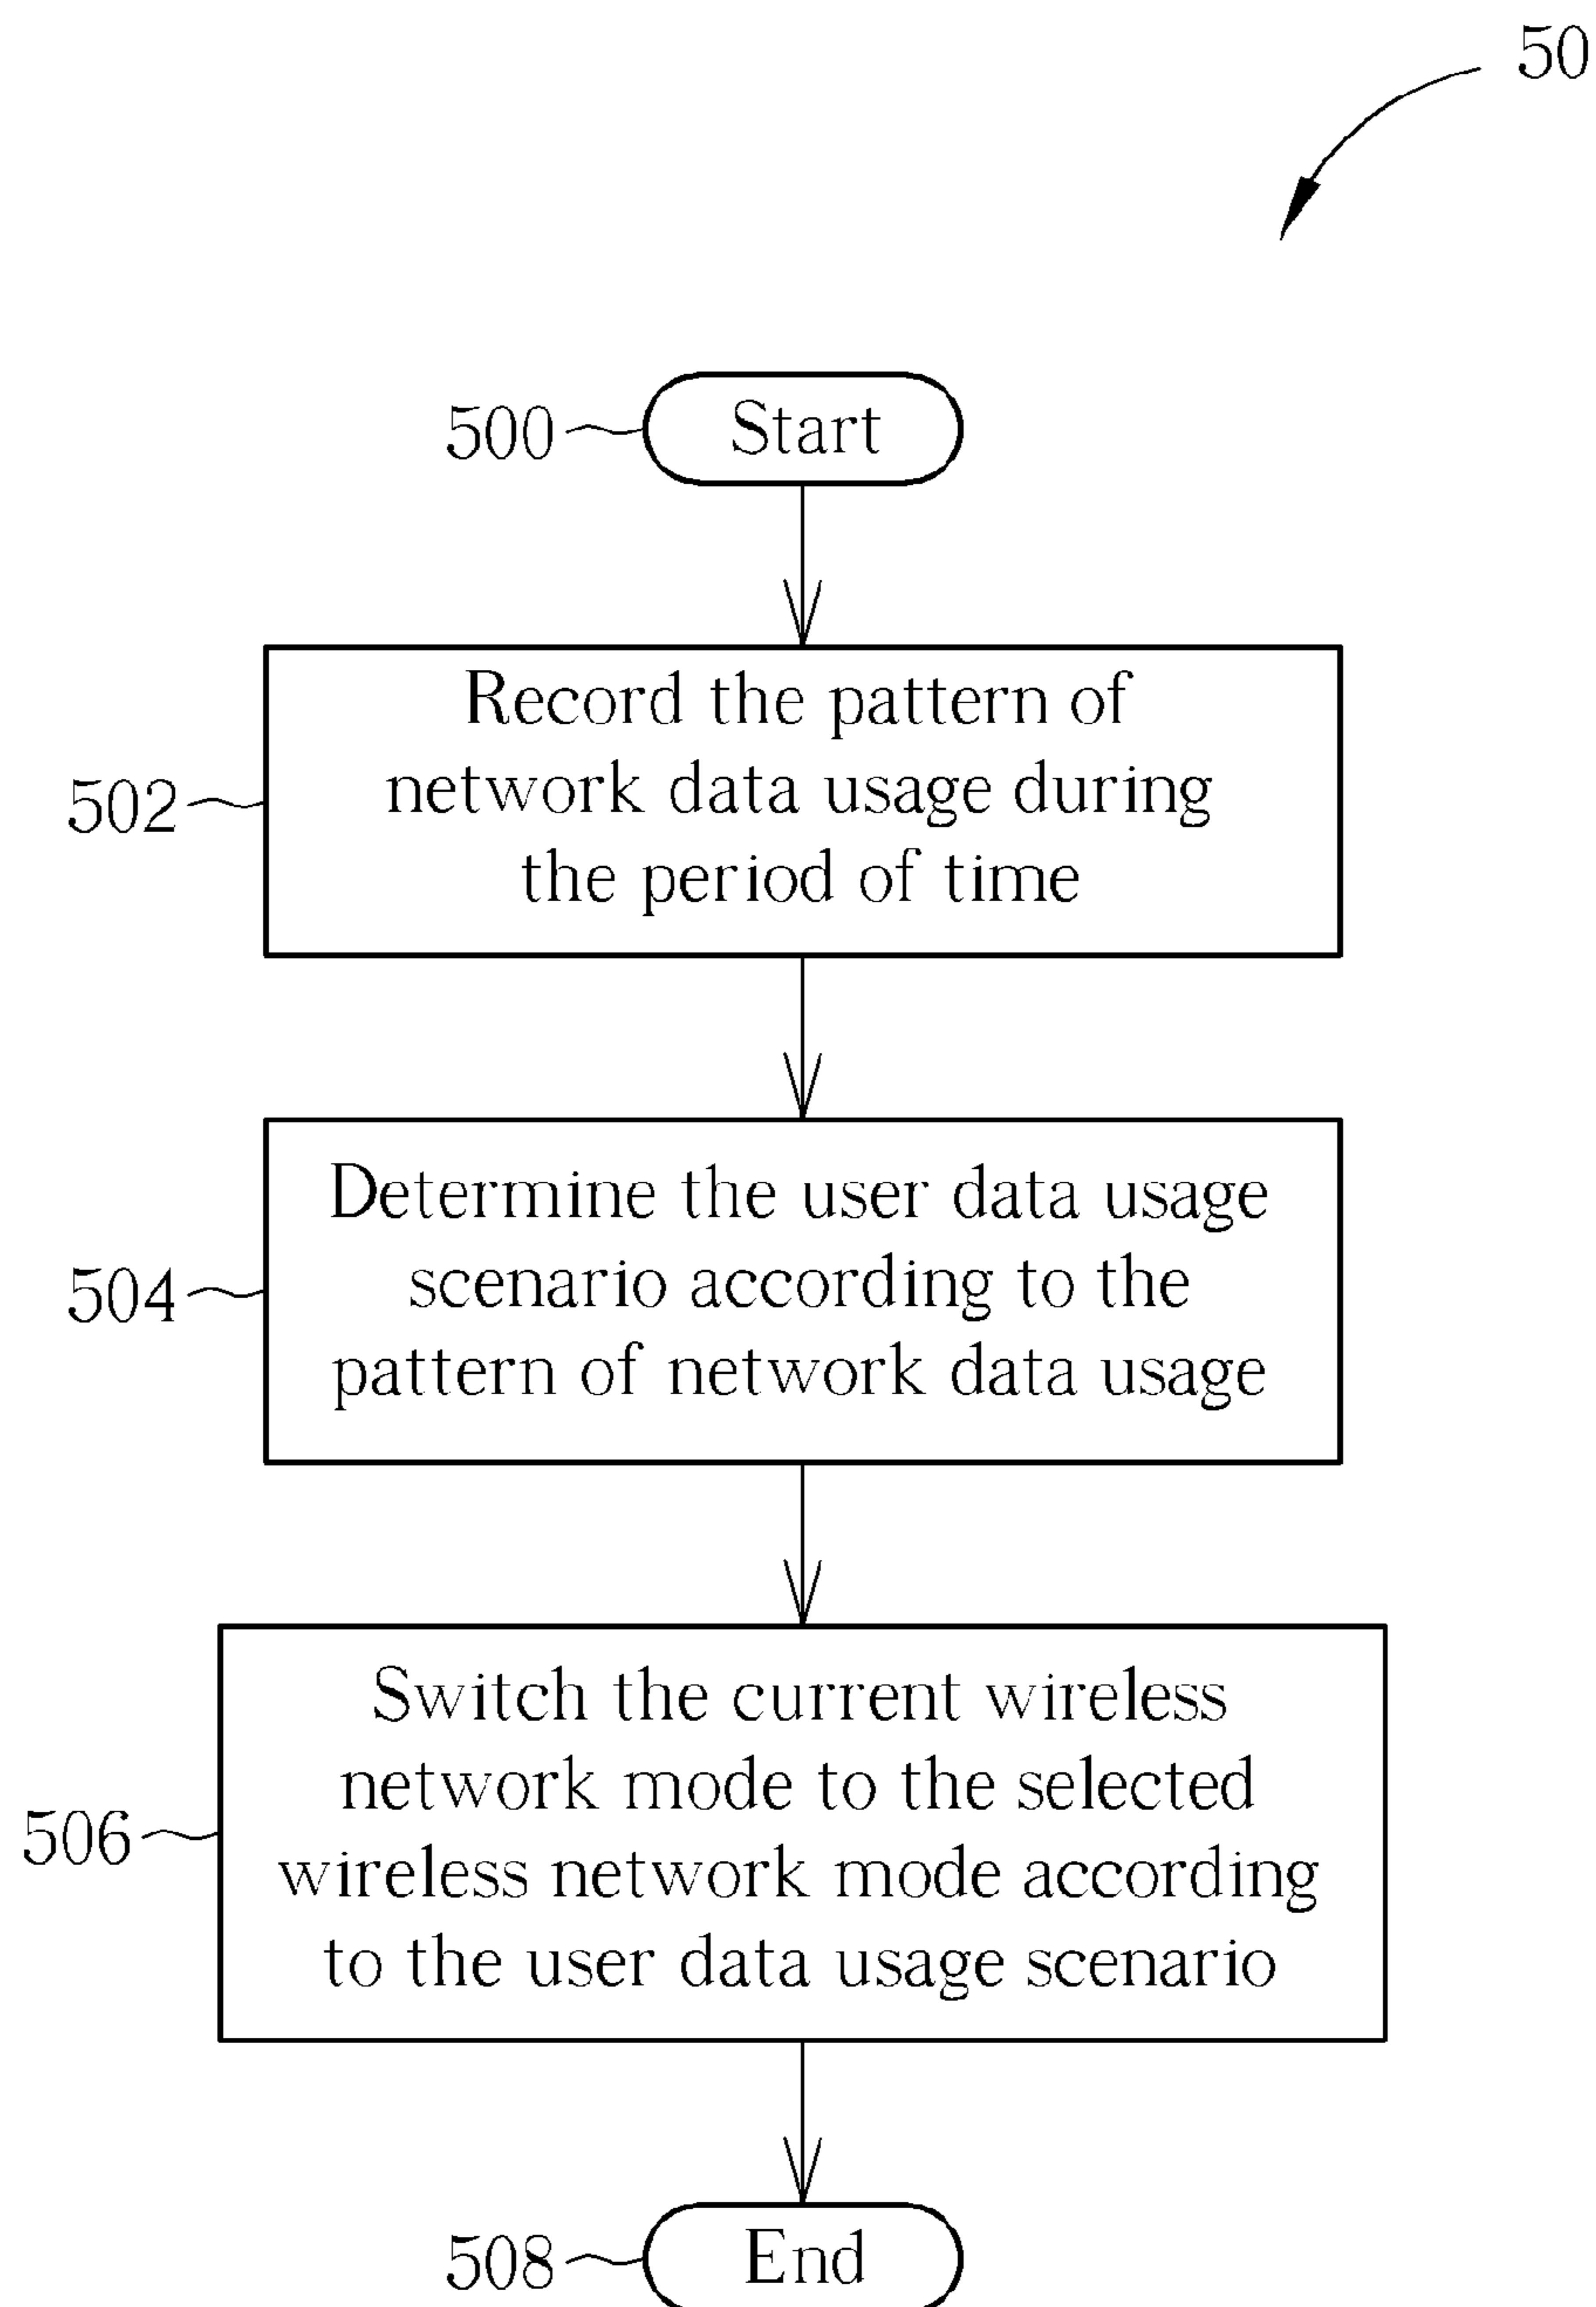 50
500
Start
Record the pattern of
network data usage during
the period of time
502
Determine the user data usage
scenario according to the
pattern of network data usage
504
Switch the current wireless
network mode to the selected
wireless network mode according
to the user data usage scenario
506
508
End